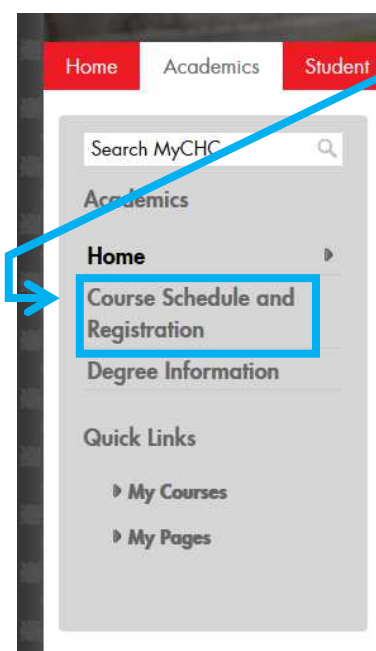 Home Academics Student
Search MyCHC
Academics
Home
Course Schedule and
Registration
Degree Information
Quick Links
My Courses
My Pages